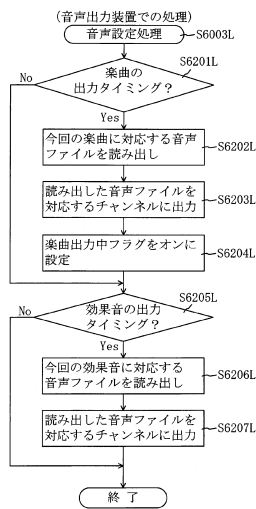 (音声出力装置での処理)
音声設定処理
S6003L
S6201L
楽曲の
出力タイミング?
No
Yes
今回の楽曲に対応する音声
ファイルを読み出し
S6202L
読み出した音声ファイルを
対応するチャンネルに出力
S6203L
楽曲出力中フラグをオンに
設定
S6204L
S6205L
効果音の出力
タイミング?
No
Yes
今回の効果音に対応する
音声ファイルを読み出し
S6206L
読み出した音声ファイルを
対応するチャンネルに出力
S6207L
終了